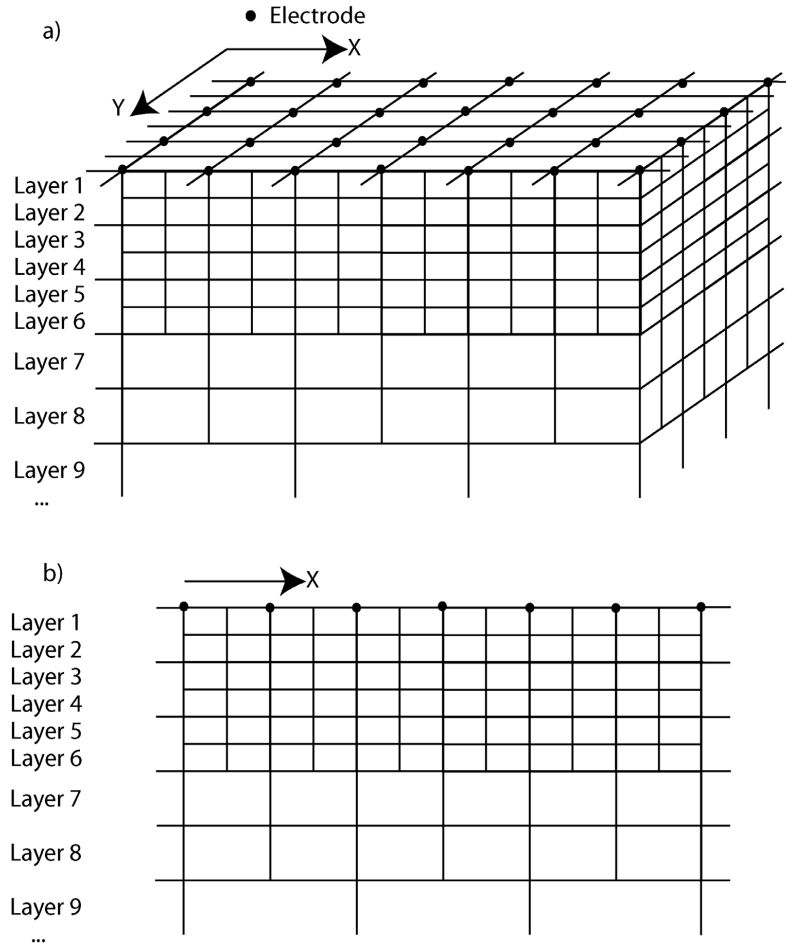 Electrode
a)
X
Y
Layer 1
Layer 2
Layer 3
Layer 4
Layer 5
Layer 6
Layer 7
Layer 8
Layer 9
...
b)
X
Layer 1
Layer 2
Layer 3
Layer 4
Layer 5
Layer 6
Layer 7
Layer 8
Layer 9
...